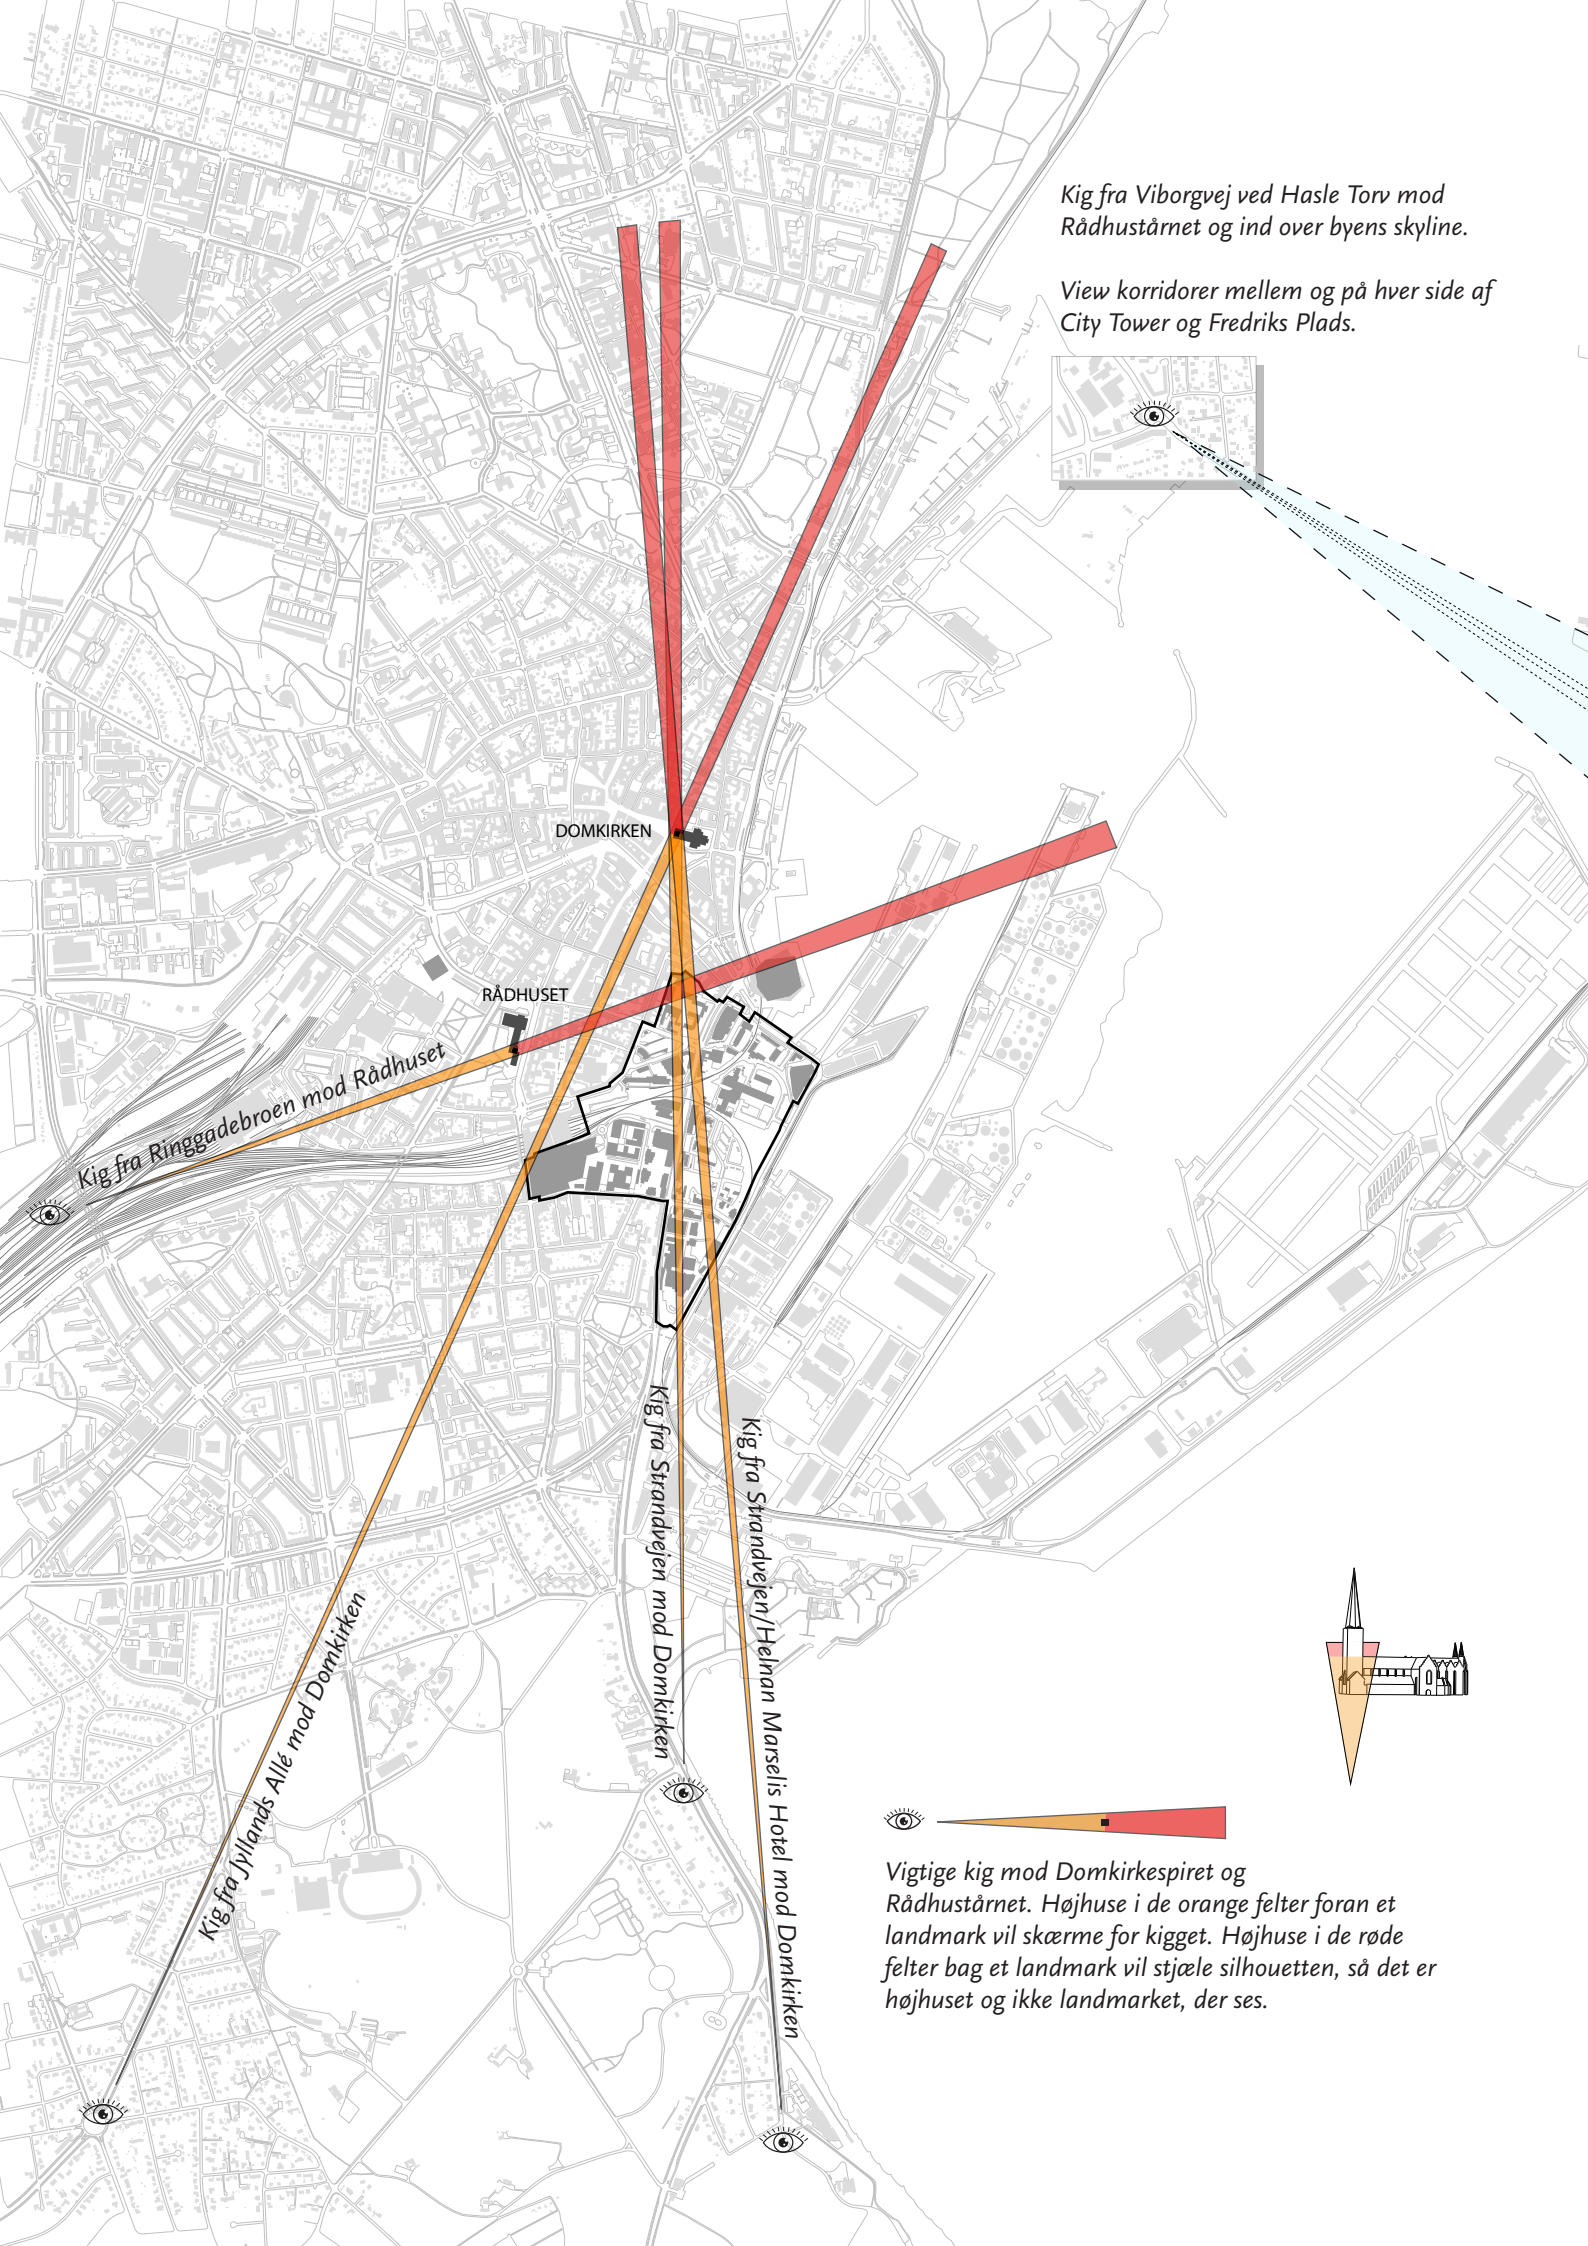 Kig fra Viborgvej ved Hasle Torv mod
Rådhustårnet og ind over byens skyline.
View korridorer mellem og på hver side af
City Tower og Fredriks Plads.
DOMKIRKEN
RÅDHUSET
Kig fra Ringgadebroen mod Rådhuset
Kig fra Strandvejen mod Domkirken
Kig fra Strandvejen/Helnan Marselis Hotel mod Domkirken
Kig fra Jyllands Allé mod Domkirken
Vigtige kig mod Domkirkespiret og
Rådhustårnet. Højhuse i de orange felter foran et
landmark vil skærme for kigget. Højhuse i de røde
felter bag et landmark vil stjæle silhouetten, så det er
højhuset og ikke landmarket, der ses.